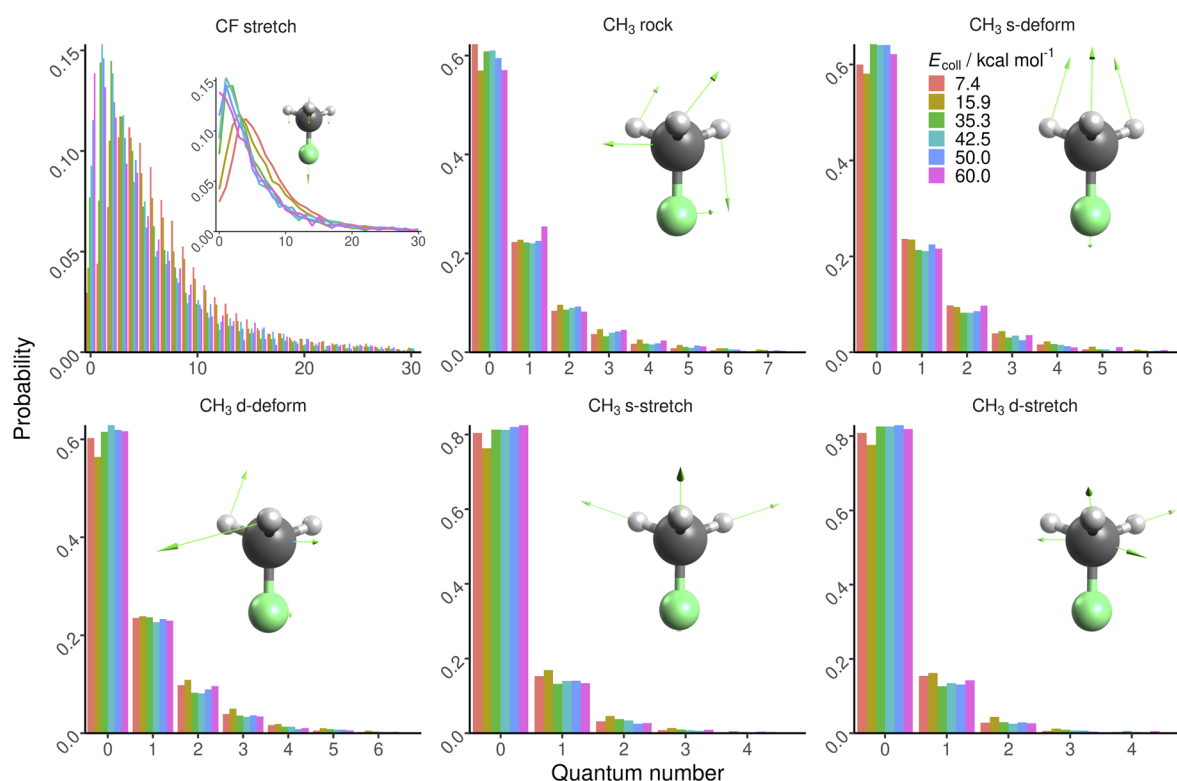 CF stretch
0.00 0.05 0.10 0.15
0 10 20 30
0.00 0.05 0.10 0.15
0 10 20 30
CH₃ rock
0.0 0.2 0.4 0.6
0 1 2 3 4 5 6 7
CH₃ s-deform
0.0 0.2 0.4 0.6
0 1 2 3 4 5 6
E_coll / kcal mol⁻¹
7.4
15.9
35.3
42.5
50.0
60.0
Probability
CH₃ d-deform
0.0 0.2 0.4 0.6
0 1 2 3 4 5 6
CH₃ s-stretch
0.0 0.2 0.4 0.6 0.8
0 1 2 3 4
CH₃ d-stretch
0.0 0.2 0.4 0.6 0.8
0 1 2 3 4
Quantum number